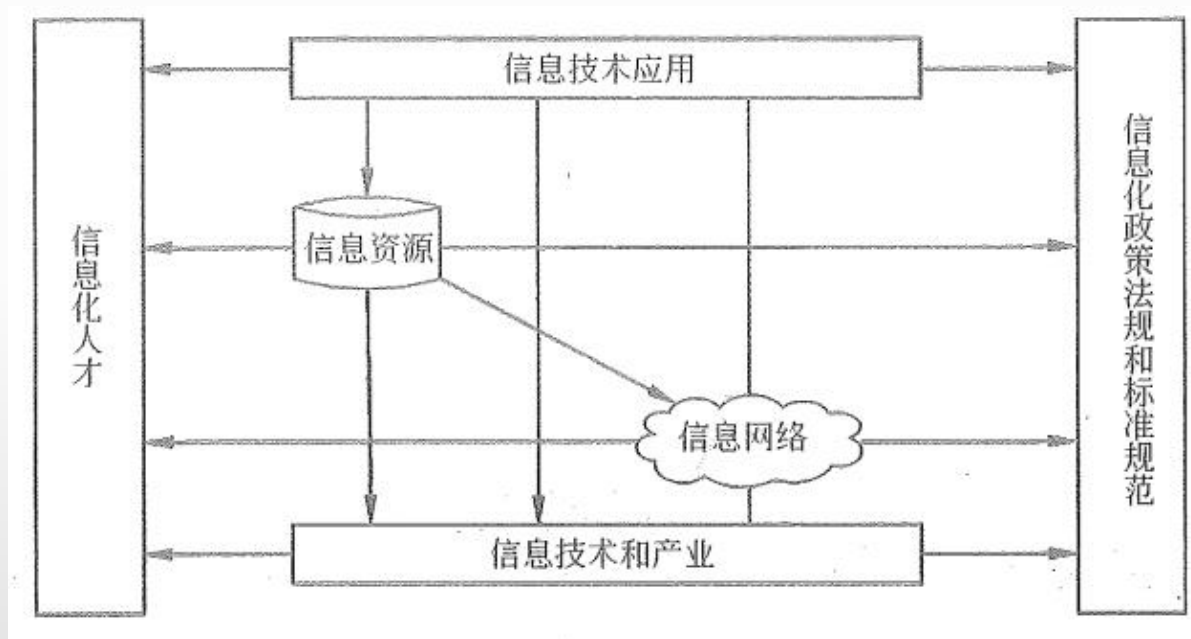 信息技术应用
信息化人才
信息资源
信息网络
信息技术和产业
信息化政策法规和标准规范